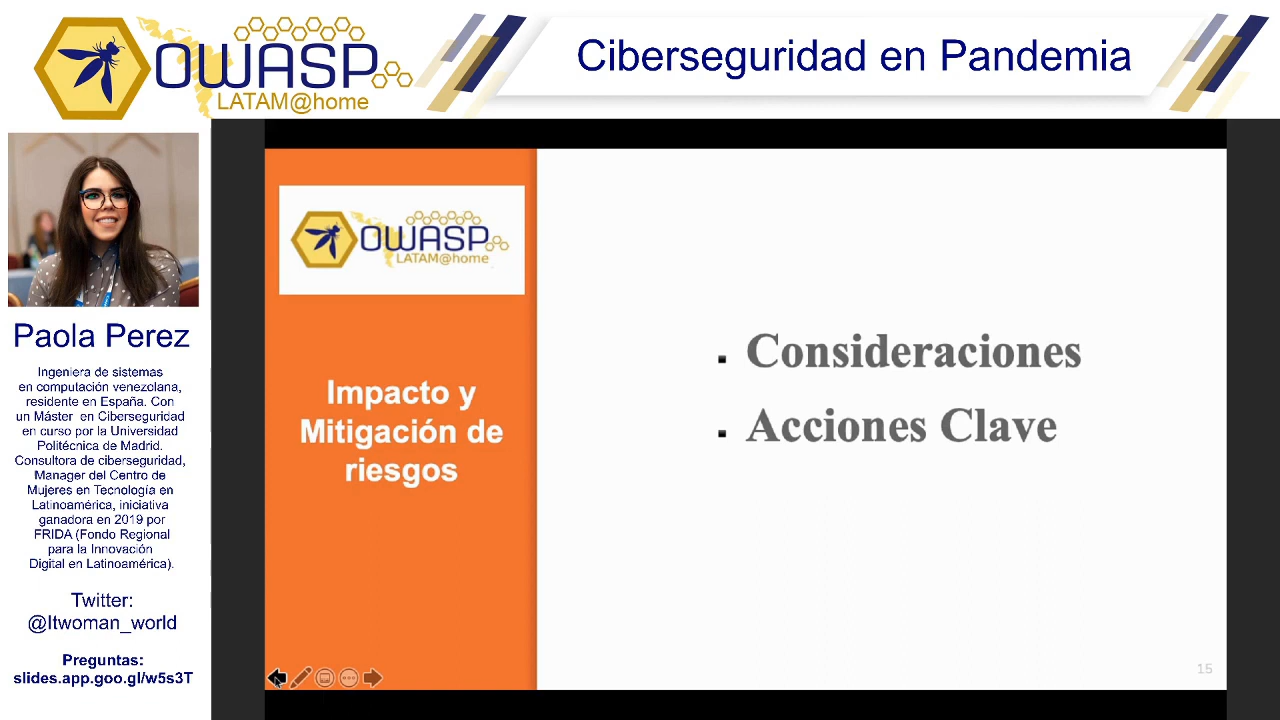 OWASP
LATAM@home
Ciberseguridad en Pandemia
Paola Perez
Ingeniera de sistemas
en computación venezolana,
residente en España. Con
un Máster en Ciberseguridad
en curso por la Universidad
Politécnica de Madrid.
Consultora de ciberseguridad,
Manager del Centro de
Mujeres en Tecnología en
Latinoamérica, iniciativa
ganadora en 2019 por
FRIDA (Fondo Regional
para la Innovación
Digital en Latinoamérica).
Twitter:
@Itwoman_world
Preguntas:
slides.app.goo.gl/w5s3T
OWASP
LATAM@home
Impacto y
Mitigación de
riesgos
Consideraciones
Acciones Clave
15